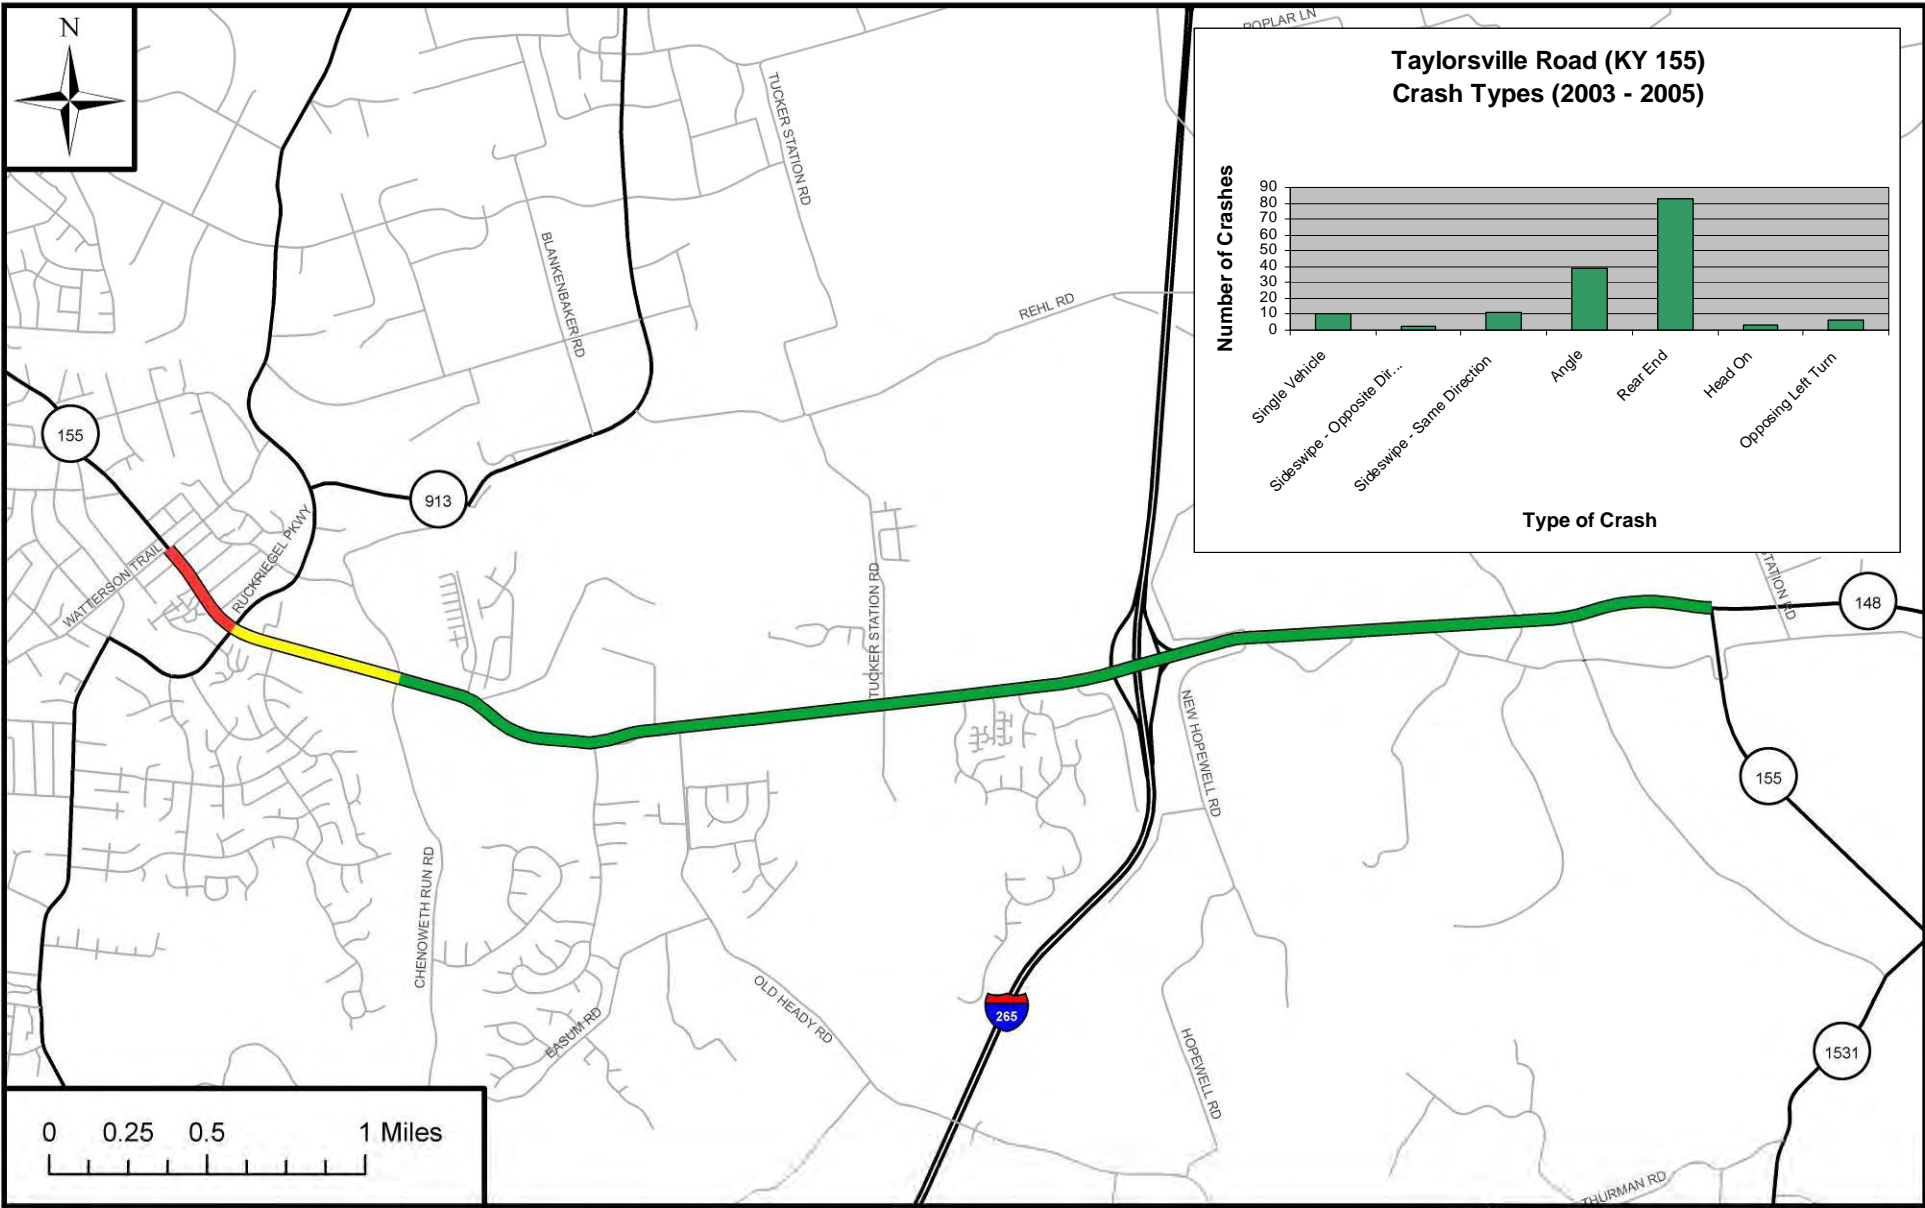 N
POPLAR LN
Taylorsville Road (KY 155)
Crash Types (2003 - 2005)
Number of Crashes
90
80
70
60
50
40
30
20
10
0
Single Vehicle
Sideswipe - Opposite Dir...
Sideswipe - Same Direction
Angle
Rear End
Head On
Opposing Left Turn
Type of Crash
TUCKER STATION RD
BLANKENBAKER RD
REHL RD
155
913
WATTERSON TRAIL
RUCKRIEGEL PKWY
TUCKER STATION RD
STATION RD
148
NEW HOPEWELL RD
155
CHENOWETH RUN RD
EASUM RD
OLD HEADY RD
265
HOPEWELL RD
1531
THURMAN RD
0 0.25 0.5 1 Miles